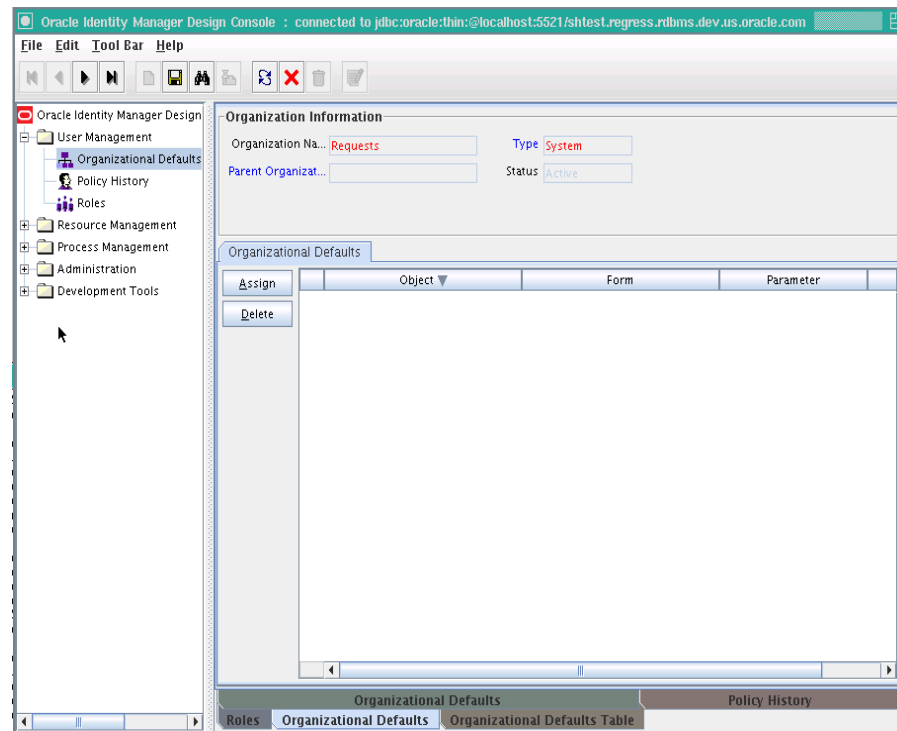 Oracle Identity Manager Design Console : connected to jdbc:oracle:thin:@localhost:5521/shtest.regress.rdbms.dev.us.oracle.com
File Edit Tool Bar Help
Oracle Identity Manager Design
User Management
Organizational Defaults
Policy History
Roles
Resource Management
Process Management
Administration
Development Tools
Organization Information
Organization Na... Requests Type System
Parent Organizat... Status Active
Organizational Defaults
Assign Object Form Parameter
Delete
Organizational Defaults Policy History
Roles Organizational Defaults Organizational Defaults Table